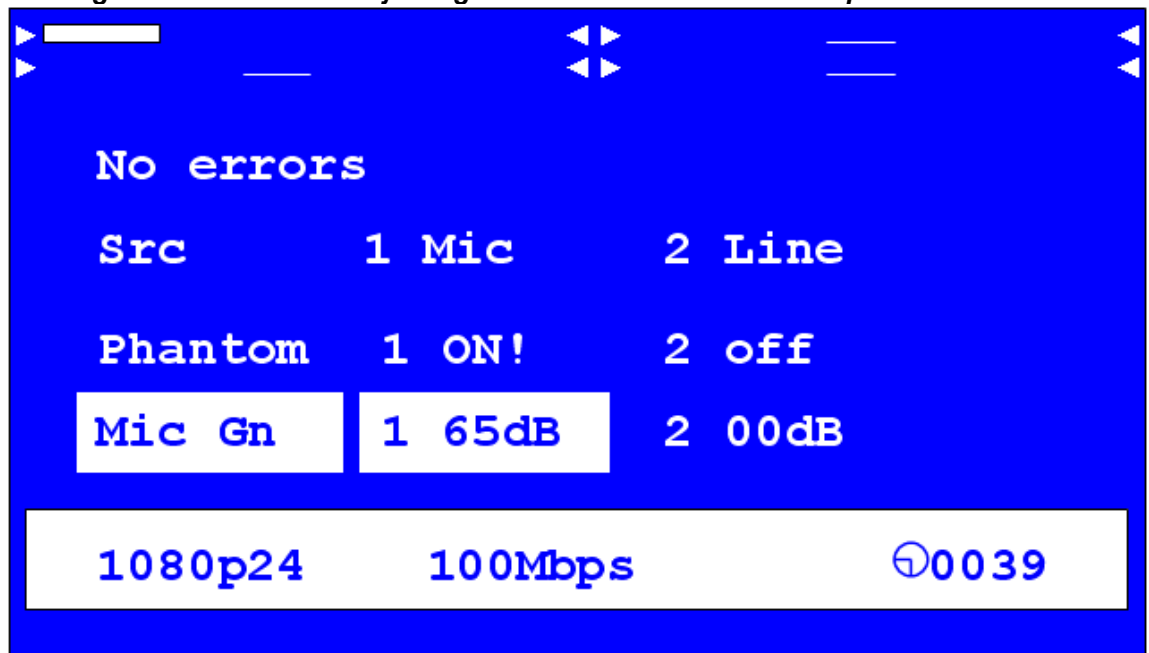 No errors
Src 1 Mic 2 Line
Phantom 1 ON! 2 off
Mic Gn 1 65dB 2 00dB
1080p24 100Mbps 0039